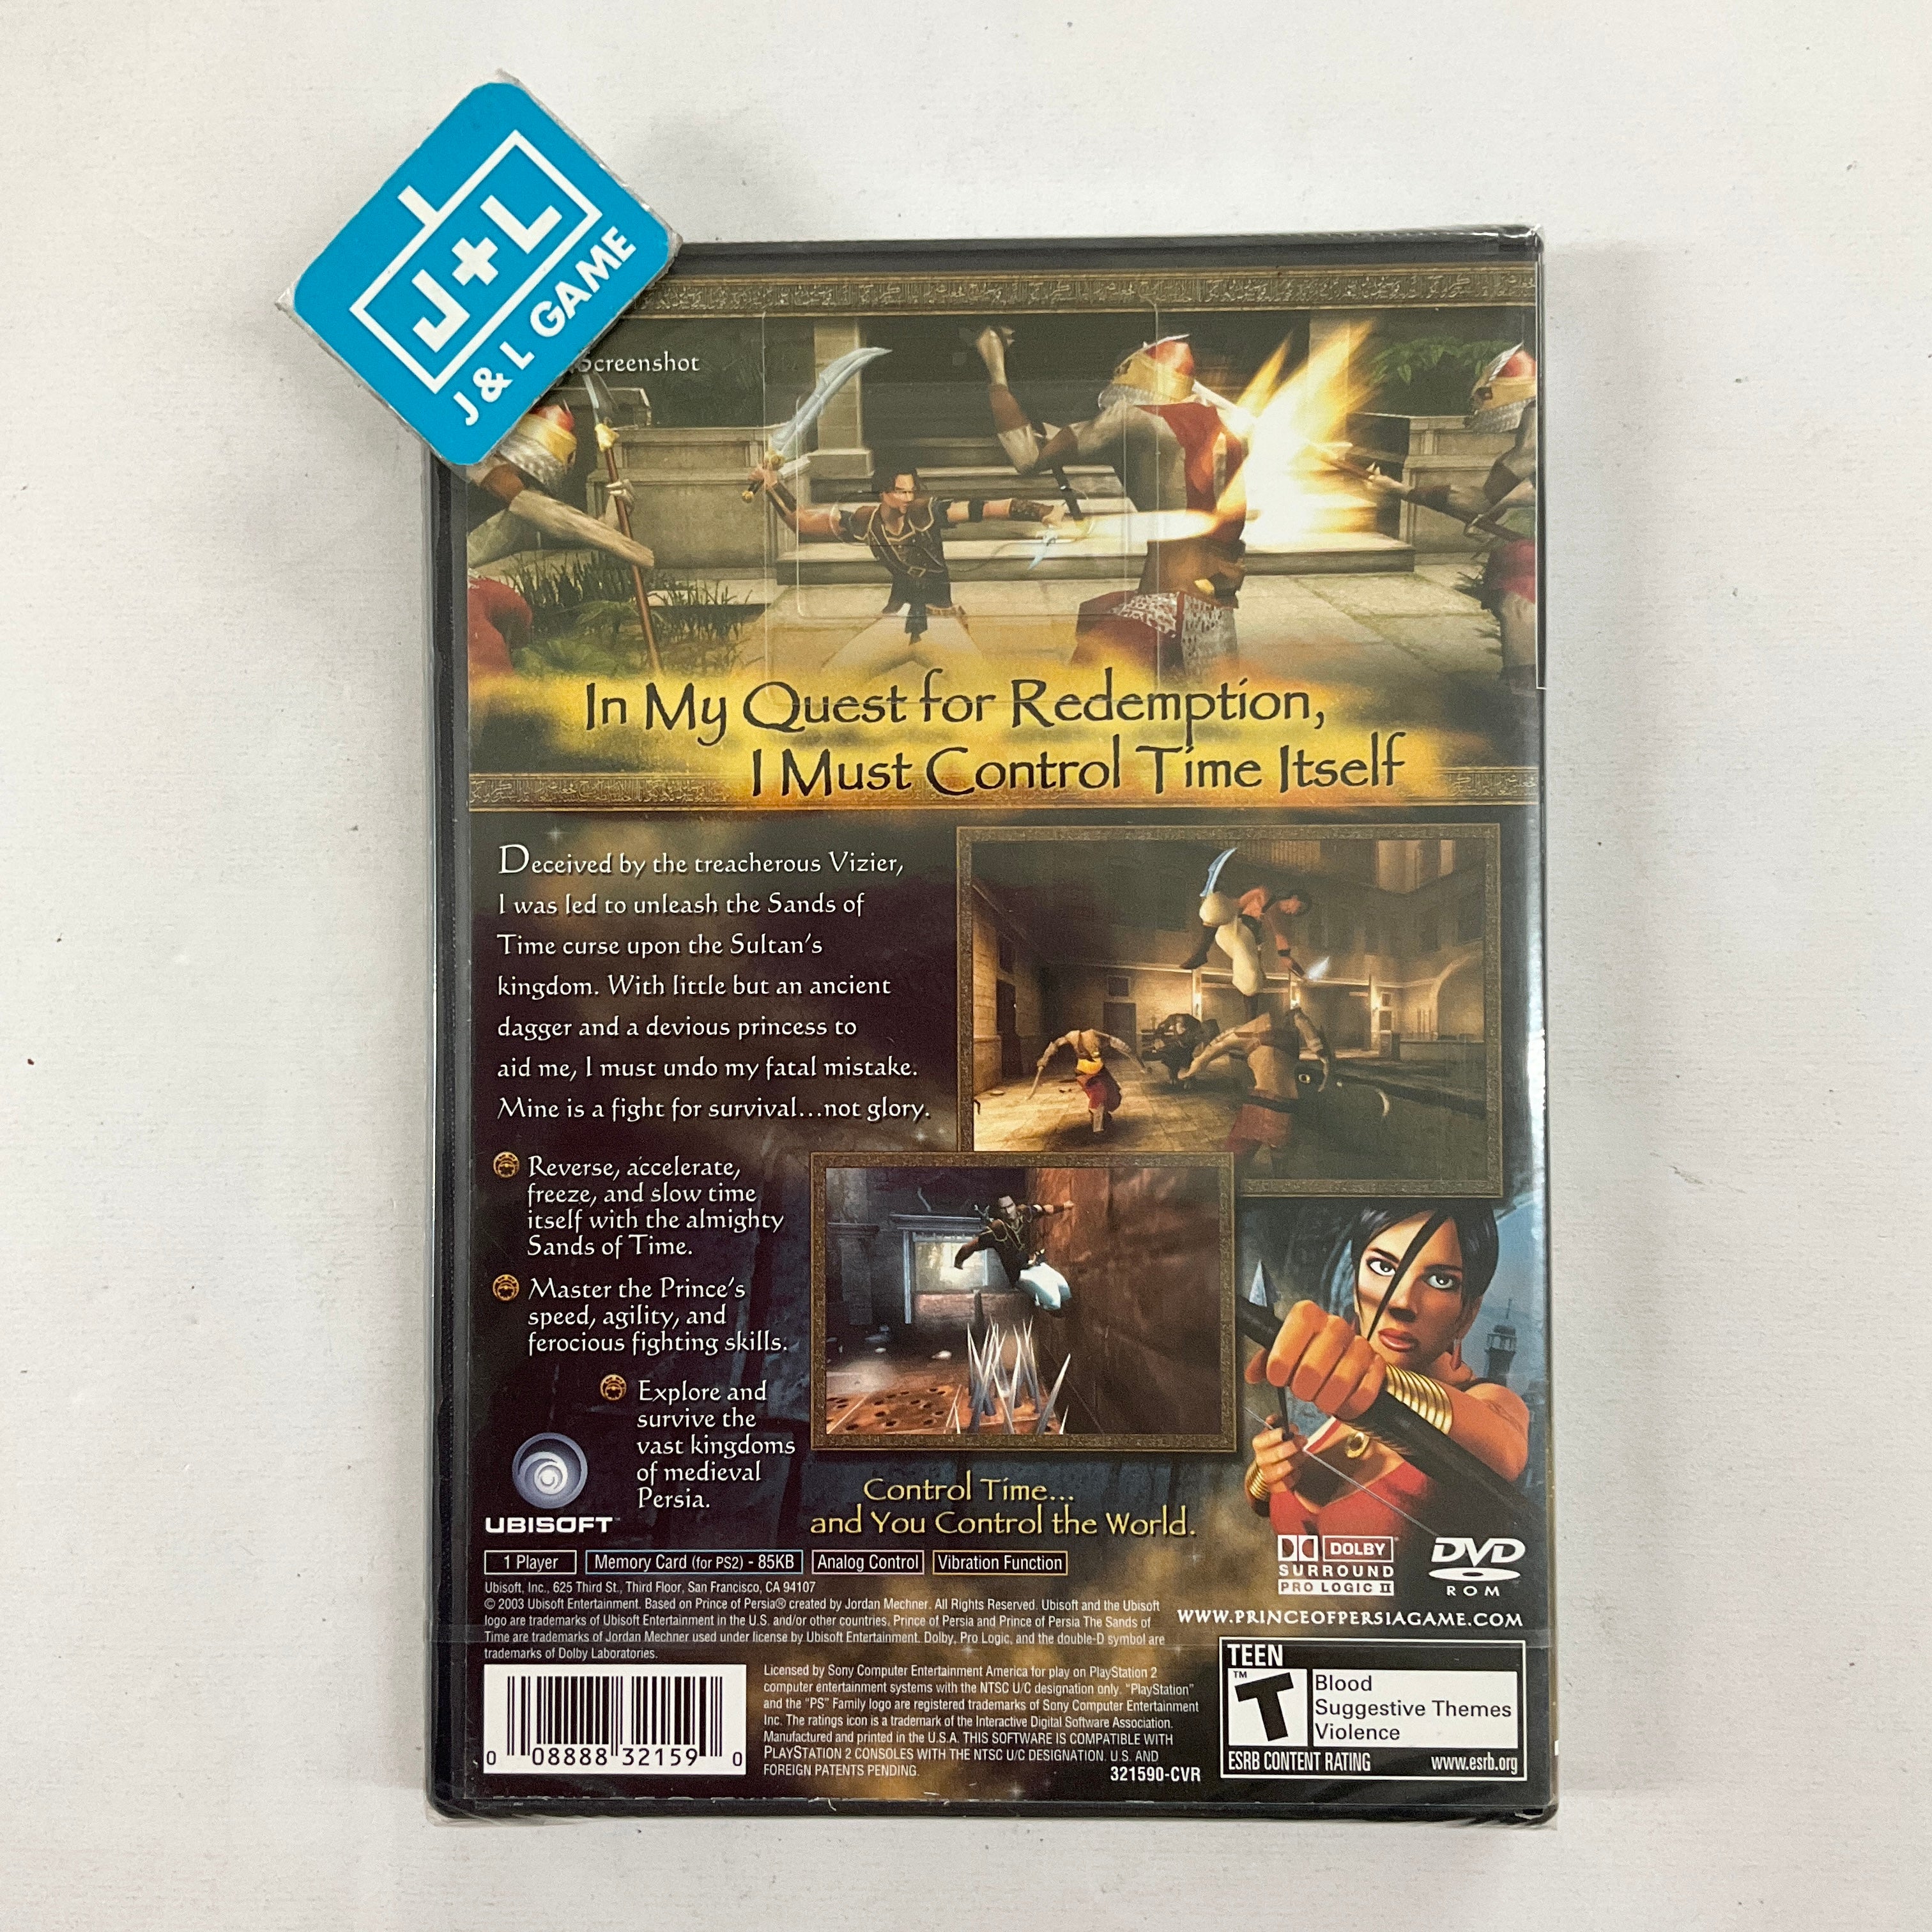 J+L
J & L GAME
Screenshot
In My Quest for Redemption,
I Must Control Time Itself
Deceived by the treacherous Vizier,
I was led to unleash the Sands of
Time curse upon the Sultan's
kingdom. With little but an ancient
dagger and a devious princess to
aid me, I must undo my fatal mistake.
Mine is a fight for survival...not glory.
Reverse, accelerate,
freeze, and slow time
itself with the almighty
Sands of Time.
Master the Prince's
speed, agility, and
ferocious fighting skills.
Explore and
survive the
vast kingdoms
of medieval
Persia.
Control Time...
and You Control the World.
UBISOFT™
1 Player
Memory Card (for PS2) - 85KB
Analog Control
Vibration Function
DOLBY
SURROUND
PRO LOGIC II
DVD
ROM
Ubisoft, Inc., 625 Third St., Third Floor, San Francisco, CA 94107
© 2003 Ubisoft Entertainment. Based on Prince of Persia® created by Jordan Mechner. All Rights Reserved. Ubisoft and the Ubisoft
logo are trademarks of Ubisoft Entertainment in the U.S. and/or other countries. Prince of Persia and Prince of Persia The Sands of
Time are trademarks of Jordan Mechner used under license by Ubisoft Entertainment. Dolby, Pro Logic, and the double-D symbol are
trademarks of Dolby Laboratories.
WWW.PRINCEOFPERSIAGAME.COM
0 08888 32159 0
Licensed by Sony Computer Entertainment America for play on PlayStation 2
computer entertainment systems with the NTSC U/C designation only. "PlayStation"
and the "PS" Family logo are registered trademarks of Sony Computer Entertainment
Inc. The ratings icon is a trademark of the Interactive Digital Software Association.
Manufactured and printed in the U.S.A. THIS SOFTWARE IS COMPATIBLE WITH
PLAYSTATION 2 CONSOLES WITH THE NTSC U/C DESIGNATION. U.S. AND
FOREIGN PATENTS PENDING.
321590-CVR
TEEN
T™
Blood
Suggestive Themes
Violence
ESRB CONTENT RATING
www.esrb.org